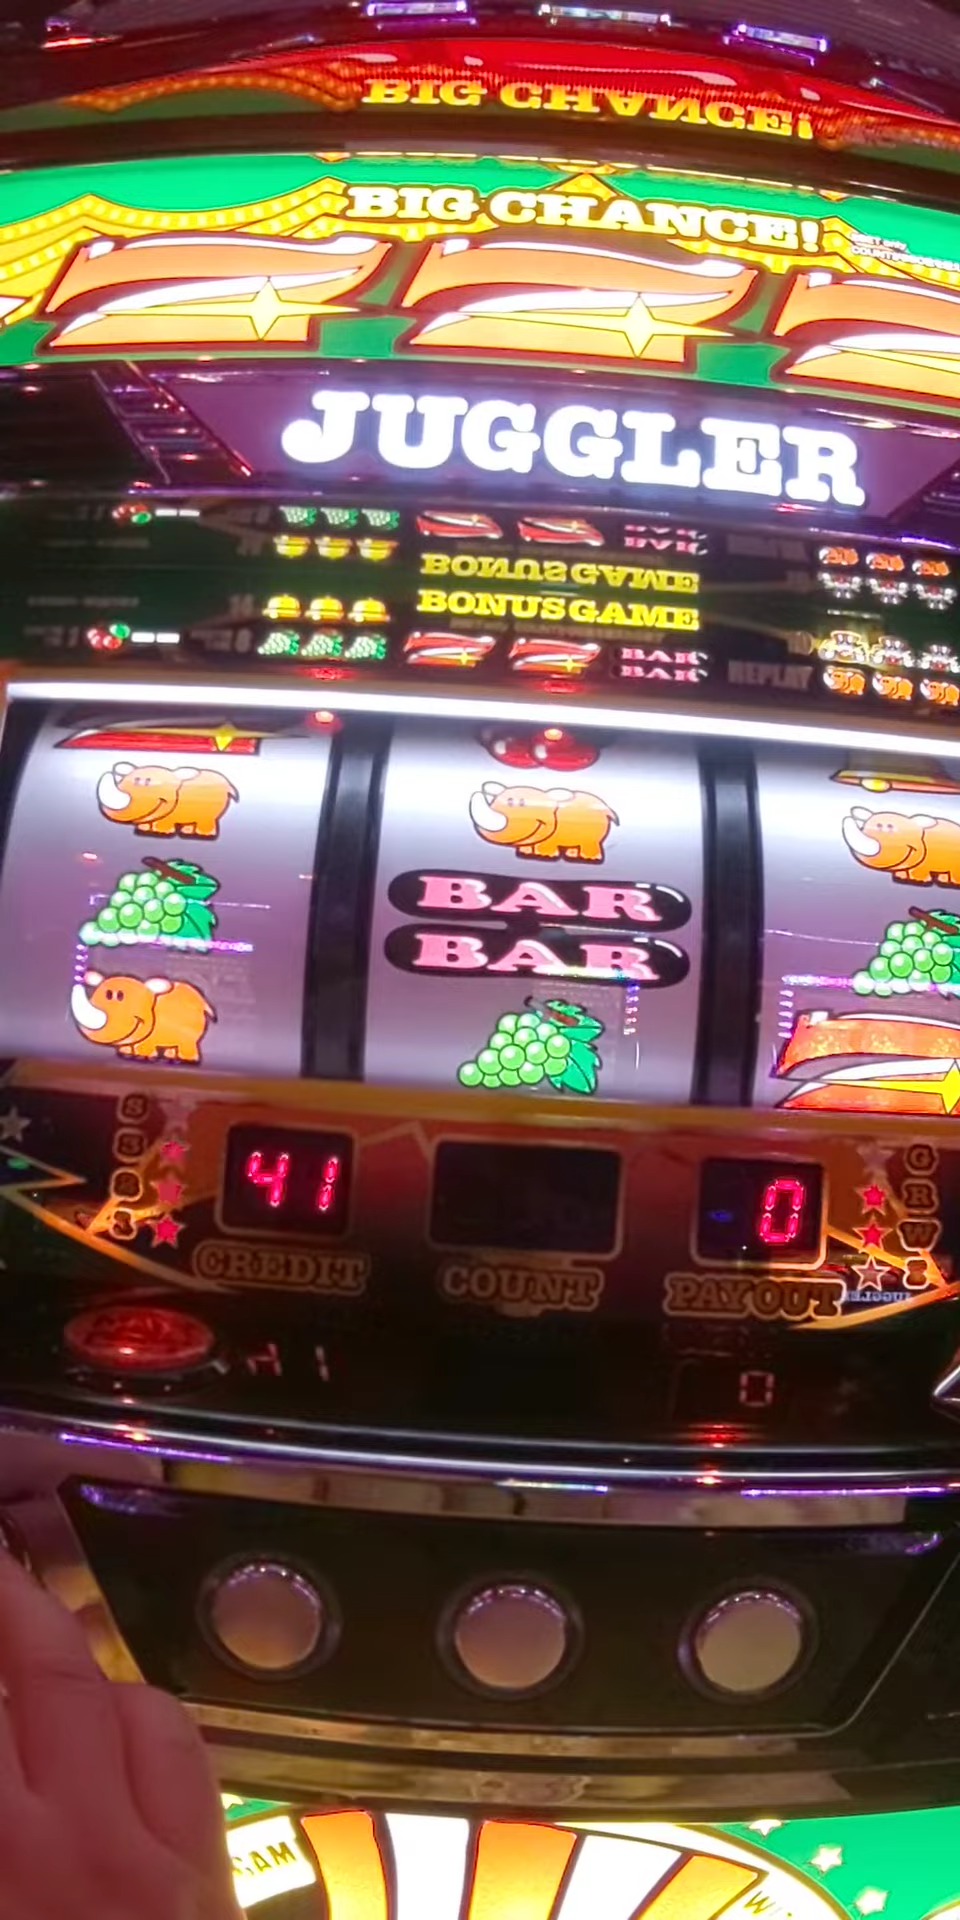 BIG CHANCE!
BIG CHANCE!
JUGGLER
BONUS GAME
BONUS GAME
BAR
BAR
REPLAY
BAR
BAR
41
0
CREDIT
COUNT
PAYOUT